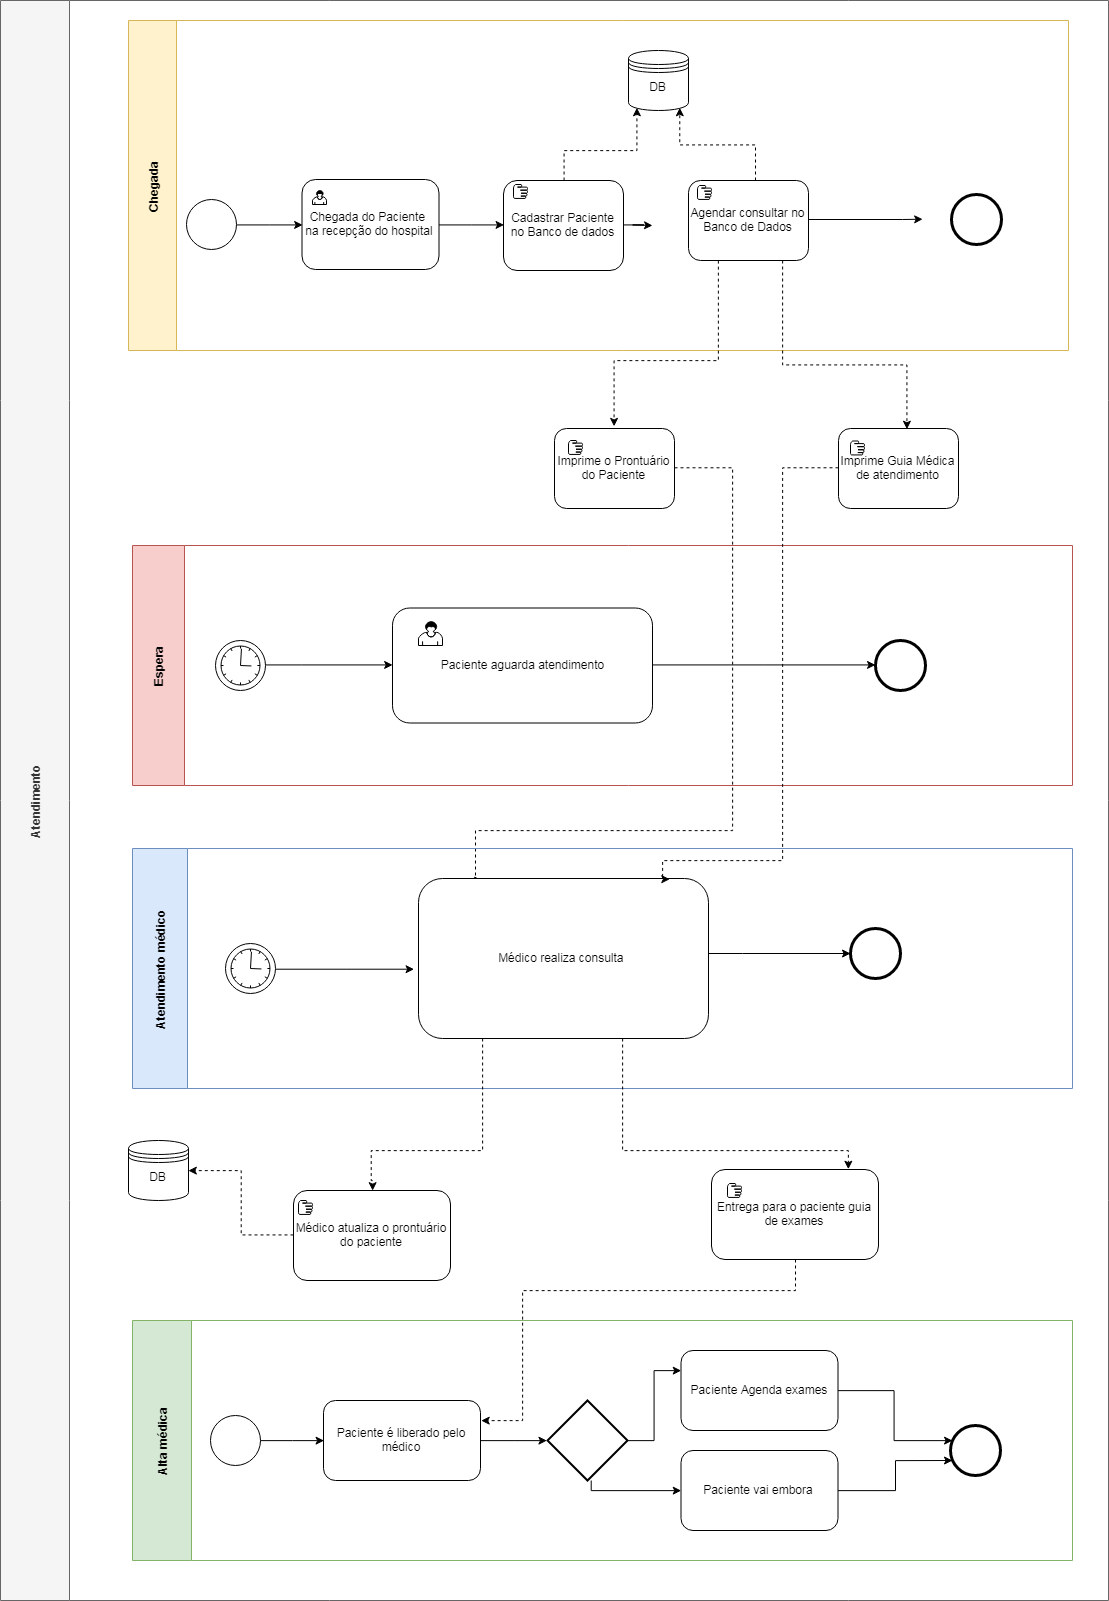 Atendimento
Chegada
DB
Chegada do Paciente
na recepção do hospital
Cadastrar Paciente
no Banco de dados
Agendar consultar no
Banco de Dados
Imprime o Prontuário
do Paciente
Imprime Guia Médica
de atendimento
Espera
Paciente aguarda atendimento
Atendimento médico
Médico realiza consulta
DB
Médico atualiza o prontuário
do paciente
Entrega para o paciente guia
de exames
Alta médica
Paciente é liberado pelo
médico
Paciente Agenda exames
Paciente vai embora